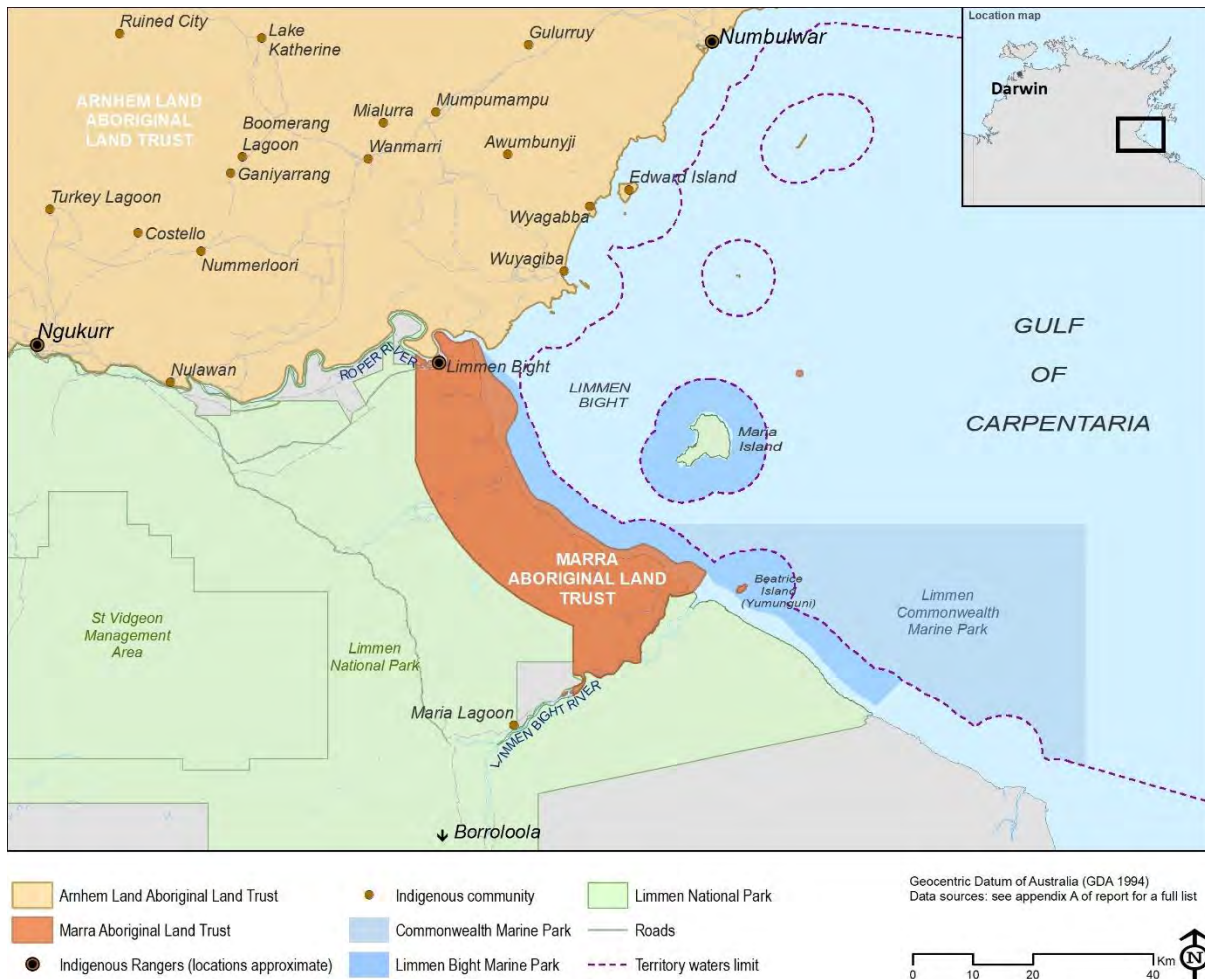 Ruined City
Lake
Katherine
Gulurruy
Numbulwar
Location map
Darwin
ARNHEM LAND
ABORIGINAL
LAND TRUST
Mialurra
Mumpumampu
Boomerang
Lagoon
Wanmarri
Awumbunyji
Ganiyarrang
Edward Island
Turkey Lagoon
Wyagabba
Costello
Nummerloori
Wuyagiba
Ngukurr
Nulawan
ROPER RIVER
Limmen Bight
LIMMEN
BIGHT
GULF
OF
CARPENTARIA
Maria
Island
MARRA
ABORIGINAL LAND
TRUST
Beatrice
Island
(Yumunguni)
Limmen
Commonwealth
Marine Park
St Vidgeon
Management
Area
Limmen
National Park
Maria Lagoon
LIMMEN BIGHT RIVER
Borroloola
Arnhem Land Aboriginal Land Trust
Marra Aboriginal Land Trust
Indigenous Rangers (locations approximate)
Indigenous community
Commonwealth Marine Park
Limmen Bight Marine Park
Limmen National Park
Roads
Territory waters limit
Geocentric Datum of Australia (GDA 1994)
Data sources: see appendix A of report for a full list
Km
0 10 20 40
N